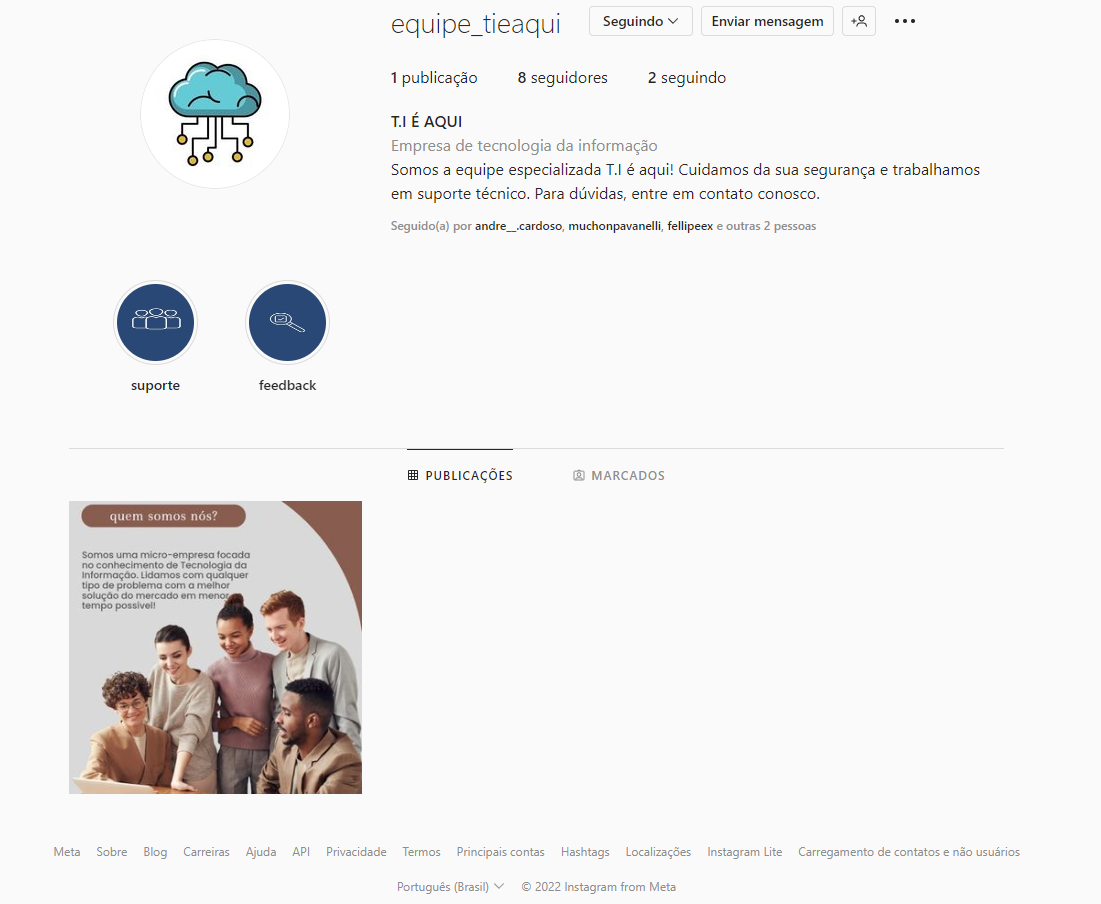 equipe_tieaqui
Seguindo
Enviar mensagem
1 publicação
8 seguidores
2 seguindo
T.I É AQUI
Empresa de tecnologia da informação
Somos a equipe especializada T.I é aqui! Cuidamos da sua segurança e trabalhamos
em suporte técnico. Para dúvidas, entre em contato conosco.
Seguido(a) por andre__.cardoso, muchonpavanelli, fellipeex e outras 2 pessoas
suporte
feedback
PUBLICAÇÕES
MARCADOS
quem somos nós?
Somos uma micro-empresa focada
no conhecimento de Tecnologia da
Informação. Lidamos com qualquer
tipo de problema com a melhor
solução do mercado em menor
tempo possível!
Meta Sobre Blog Carreiras Ajuda API Privacidade Termos Principais contas Hashtags Localizações Instagram Lite Carregamento de contatos e não usuários
Português (Brasil)
© 2022 Instagram from Meta